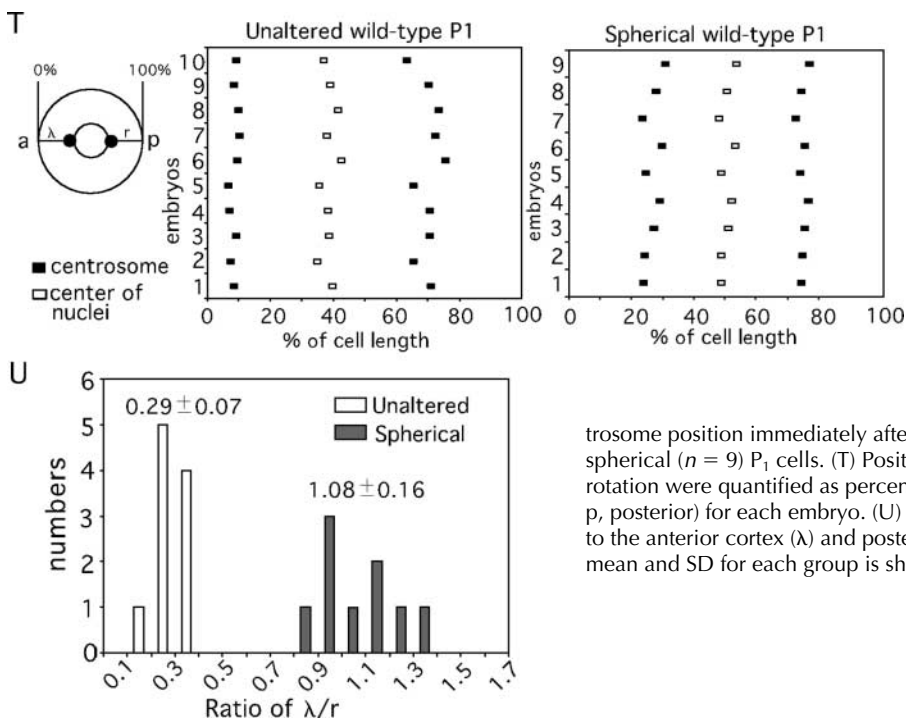 T
0% 100%
a λ r p
■ centrosome
□ center of
nuclei
Unaltered wild-type P1
embryos
10
9
8
7
6
5
4
3
2
1
0 20 40 60 80 100
% of cell length
Spherical wild-type P1
embryos
9
8
7
6
5
4
3
2
1
0 20 40 60 80 100
% of cell length
U
numbers
6
5
4
3
2
1
0
0.29±0.07
1.08±0.16
Unaltered
Spherical
0.1 0.3 0.5 0.7 0.9 1.1 1.3 1.5 1.7
Ratio of λ/r
trosome position immediately afte
spherical (n = 9) P1 cells. (T) Posit
rotation were quantified as percen
p, posterior) for each embryo. (U)
to the anterior cortex (λ) and poste
mean and SD for each group is sh